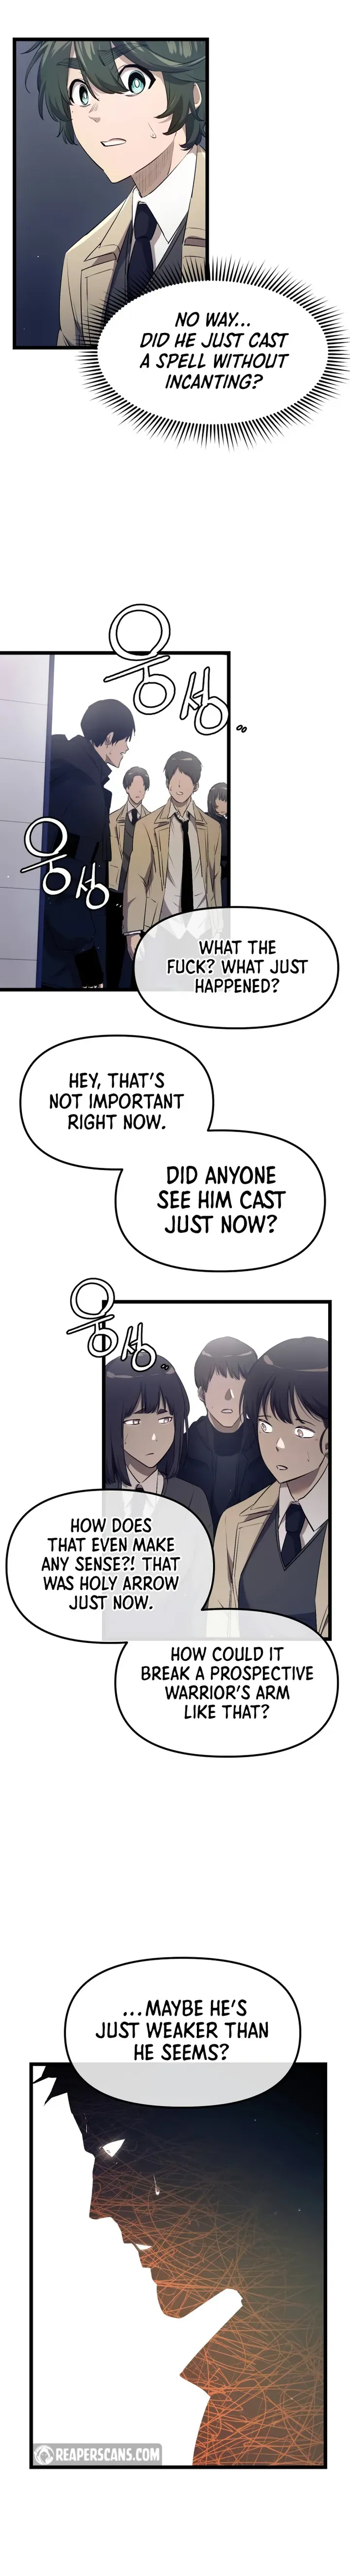 NO WAY...
DID HE JUST CAST
A SPELL WITHOUT
INCANTING?
웅성
웅성
WHAT THE
FUCK? WHAT JUST
HAPPENED?
HEY, THAT'S
NOT IMPORTANT
RIGHT NOW.
DID ANYONE
SEE HIM CAST
JUST NOW?
웅성
HOW DOES
THAT EVEN MAKE
ANY SENSE?! THAT
WAS HOLY ARROW
JUST NOW.
HOW COULD IT
BREAK A PROSPECTIVE
WARRIOR'S ARM
LIKE THAT?
...MAYBE HE'S
JUST WEAKER THAN
HE SEEMS?
REAPERSCANS.COM